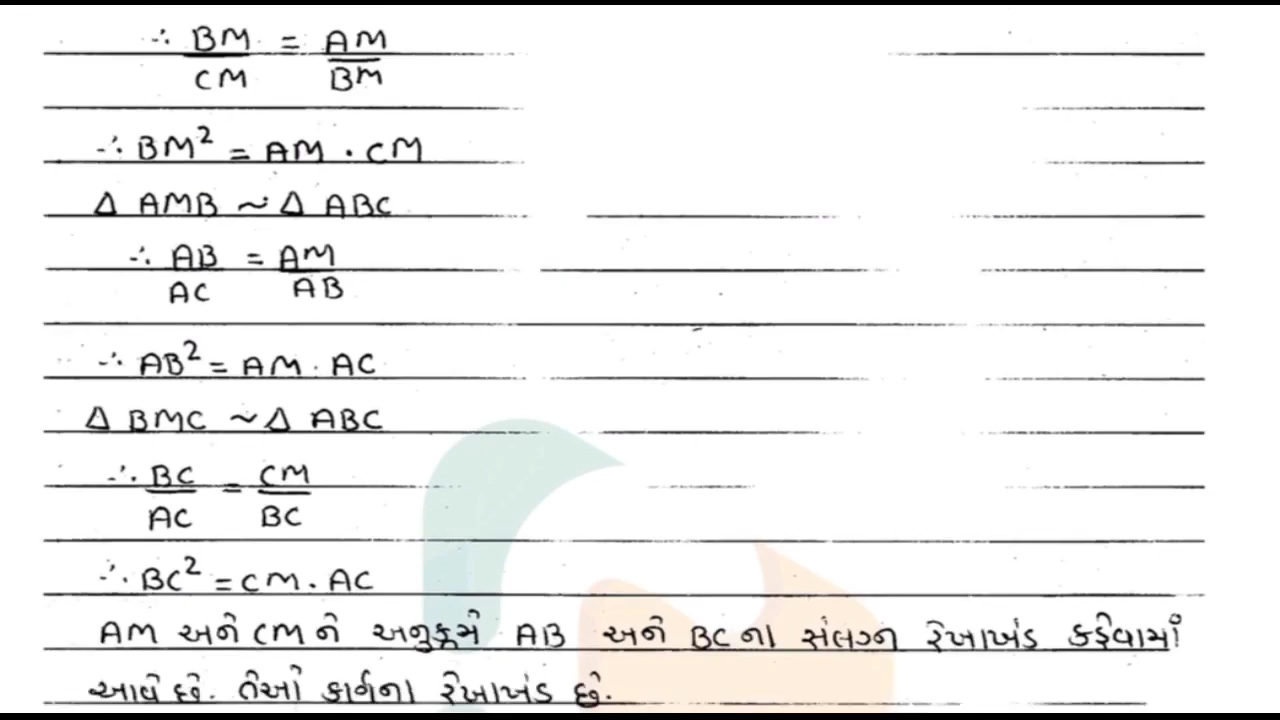 ∴ BM = AM
CM BM
∴ BM² = AM · CM
Δ AMB ~ Δ ABC
∴ AB = AM
AC AB
∴ AB² = AM · AC
Δ BMC ~ Δ ABC
∴ BC = CM
AC BC
∴ BC² = CM · AC
AM અને CM ને અનુક્રમે AB અને BC ના સંલગ્ન રેખાખંડ કહેવામાં
આવે છે. તેઓ કર્ણના રેખાખંડ છે.